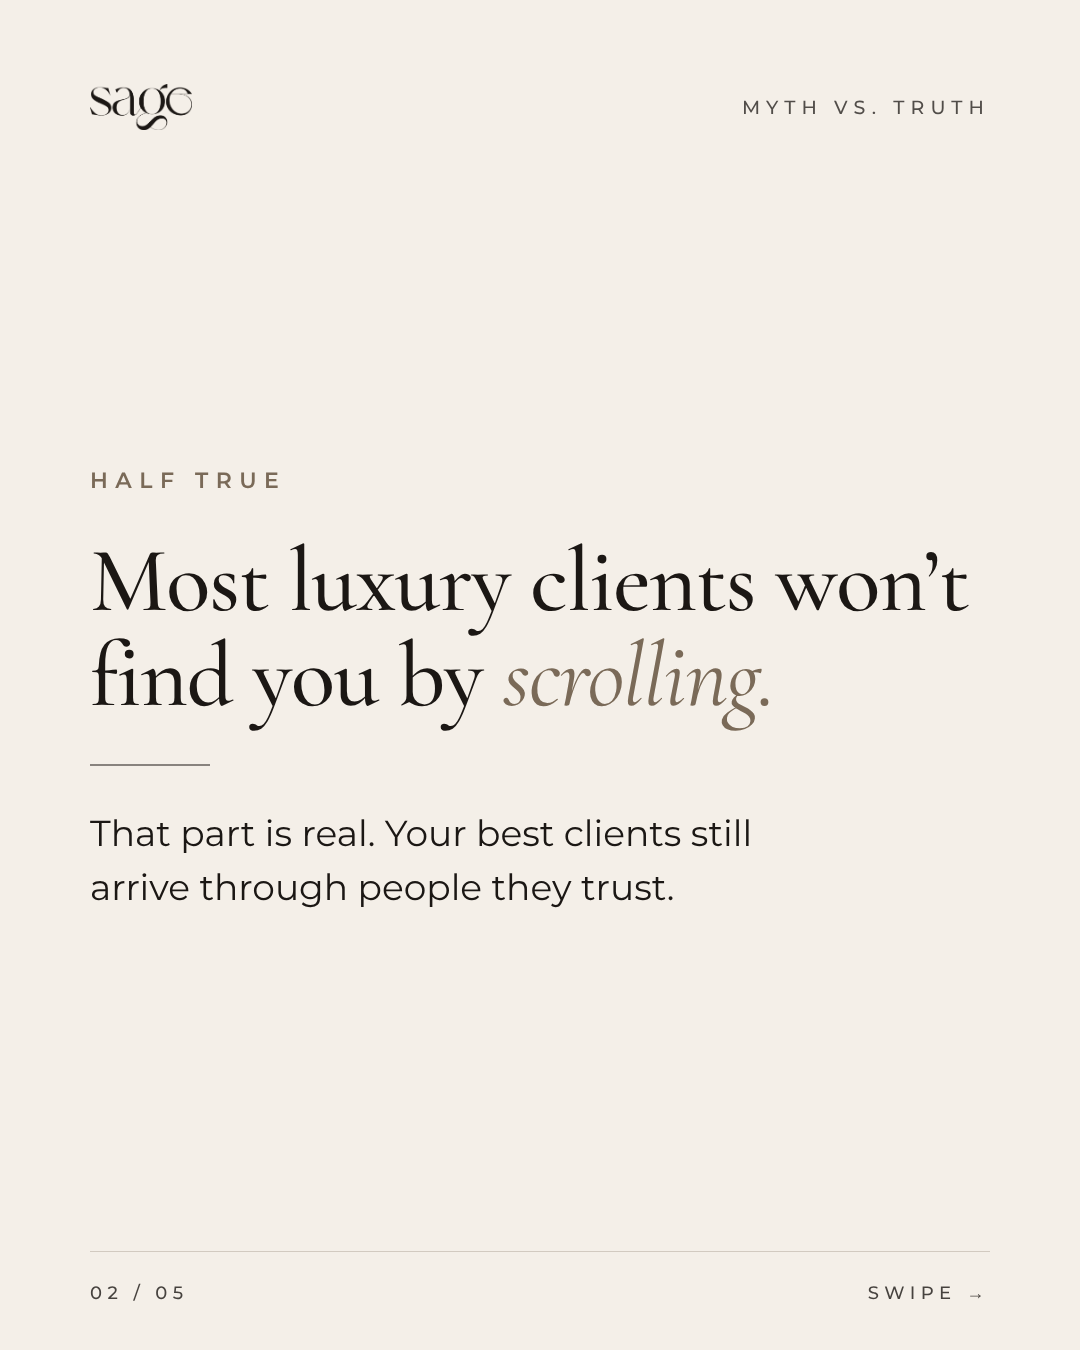 sage
MYTH VS. TRUTH
HALF TRUE
Most luxury clients won’t
find you by scrolling.
That part is real. Your best clients still
arrive through people they trust.
02 / 05
SWIPE →